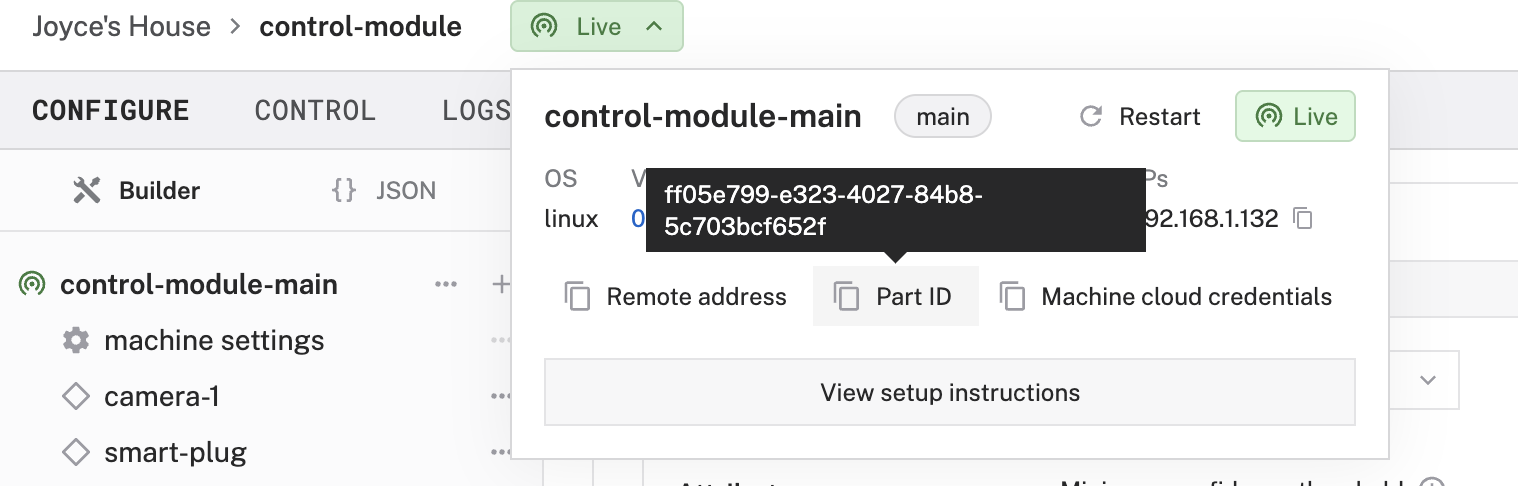 Joyce's House > control-module Live
CONFIGURE CONTROL LOGS
control-module-main main Restart Live
Builder {} JSON
OS
linux 0
ff05e799-e323-4027-84b8-
5c703bcf652f
Ps
92.168.1.132
Remote address Part ID Machine cloud credentials
control-module-main
machine settings
camera-1
smart-plug
View setup instructions